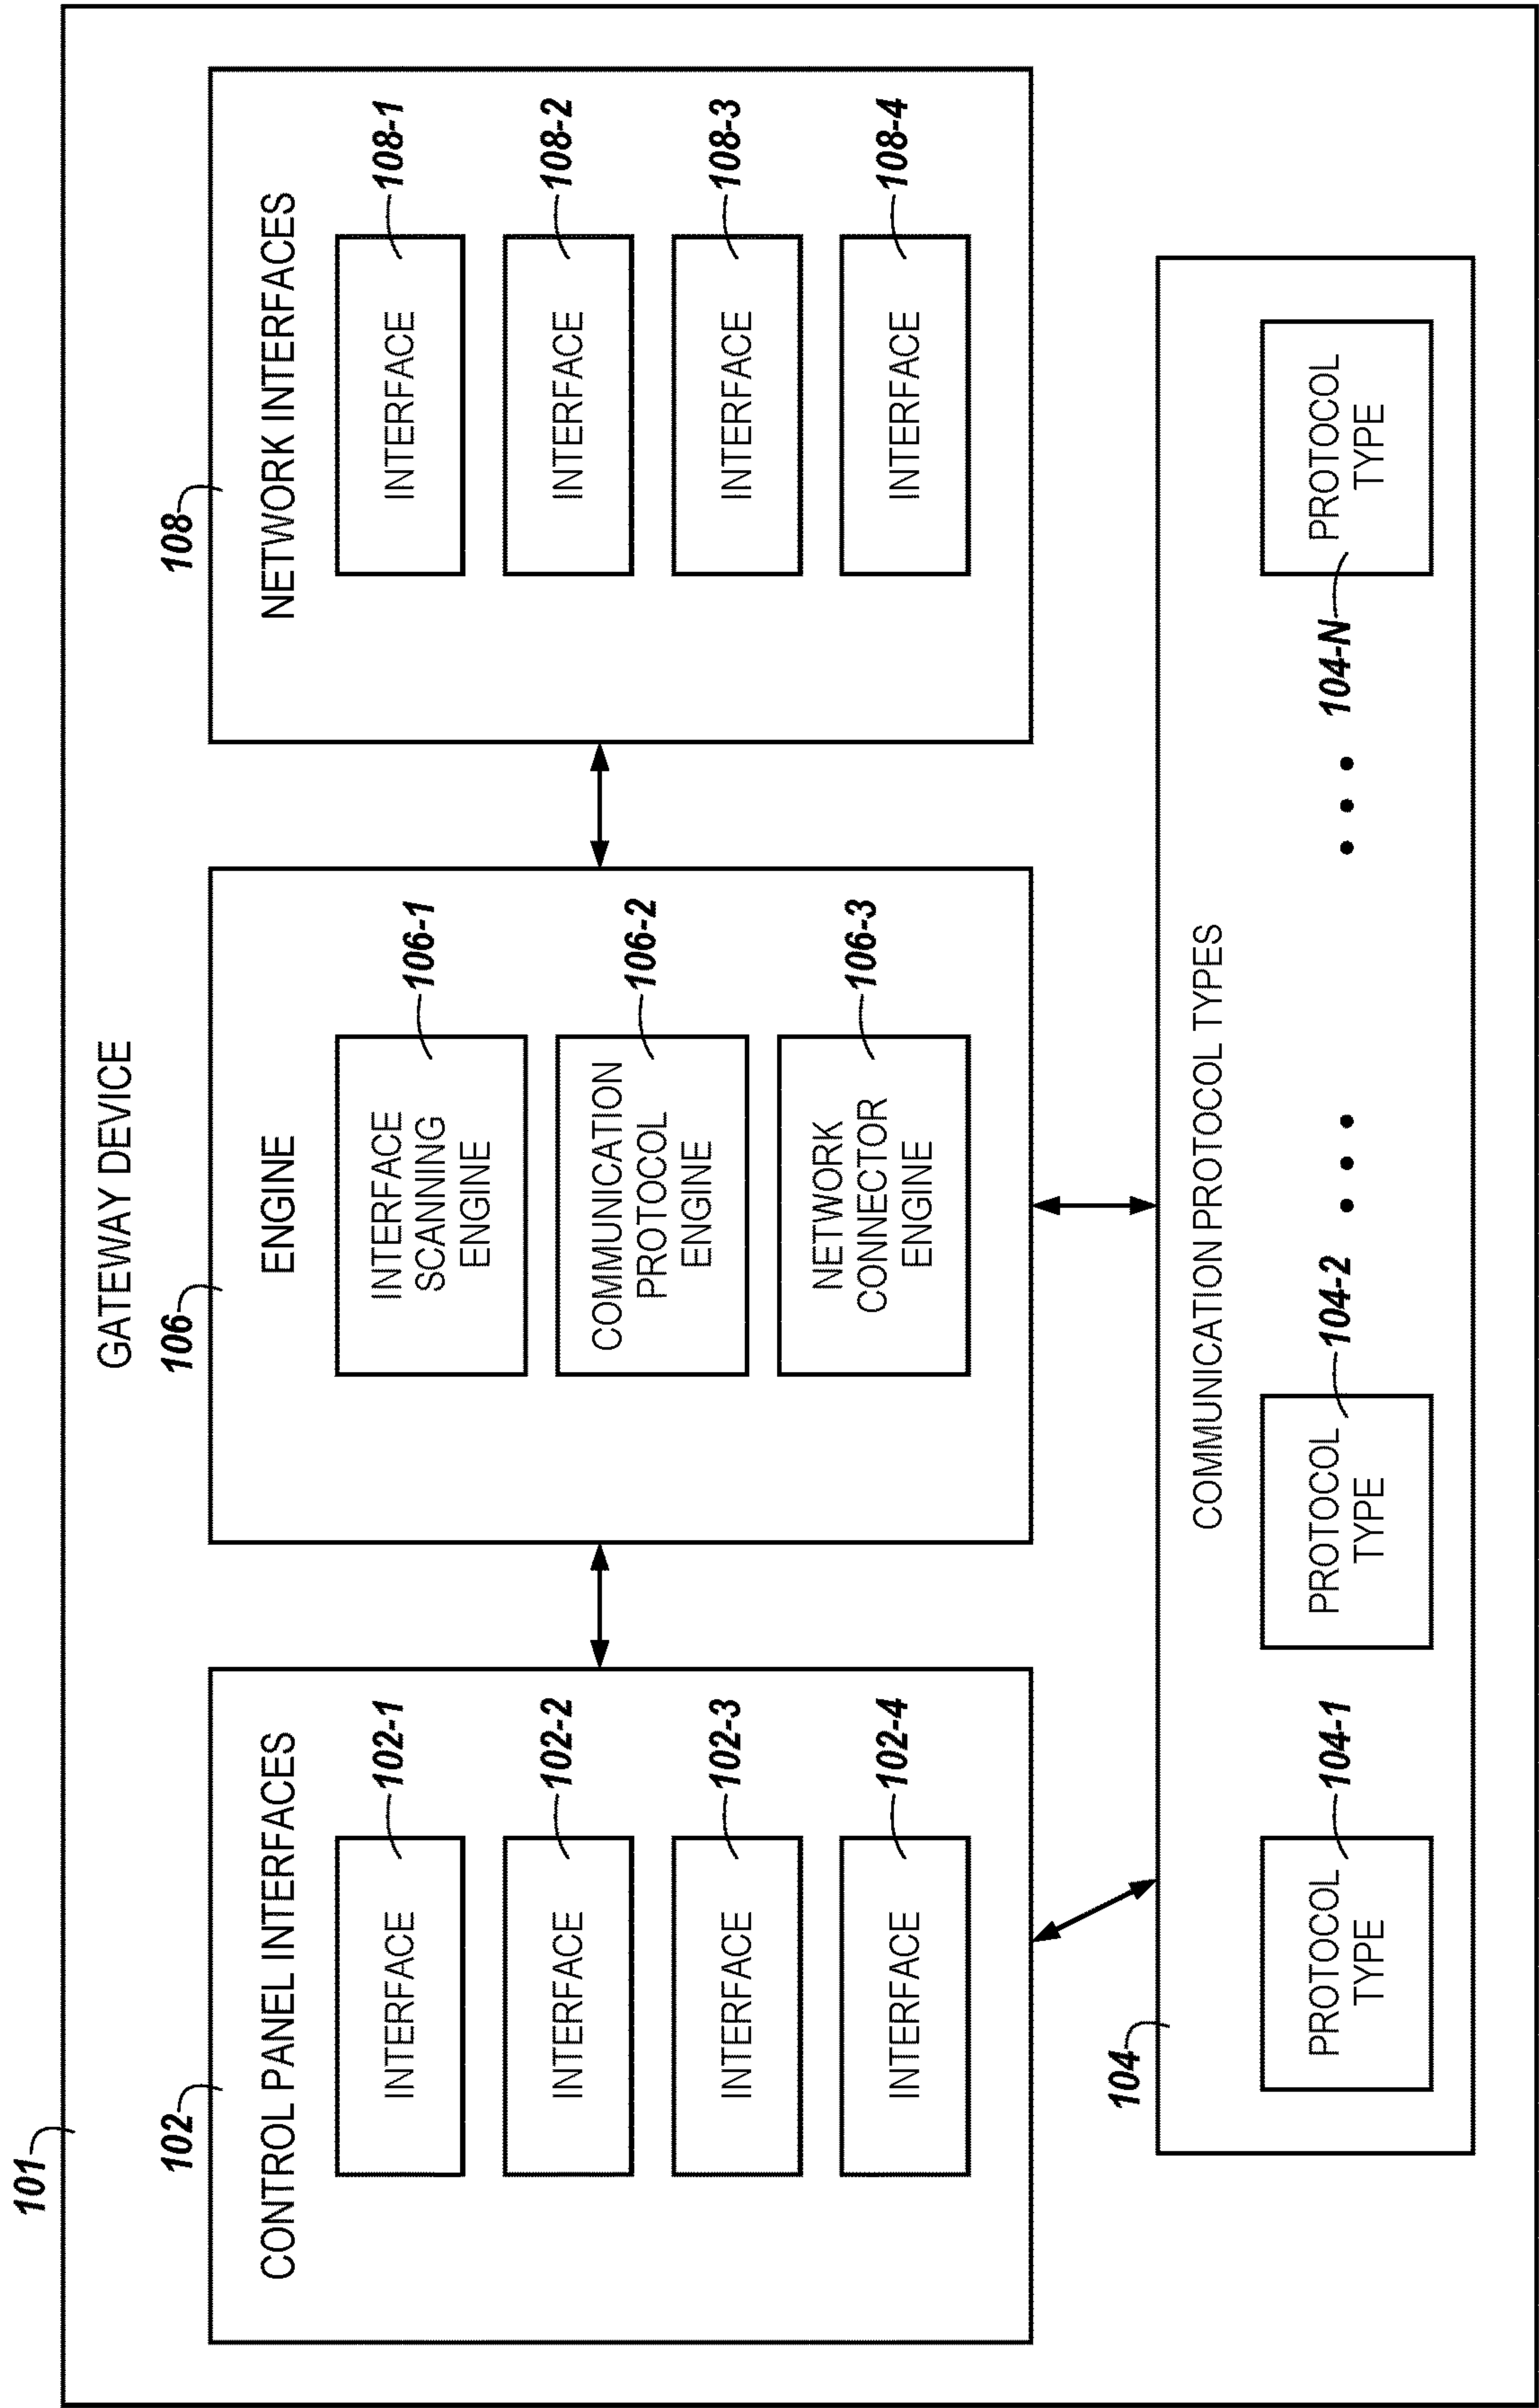 101
GATEWAY DEVICE
102
CONTROL PANEL INTERFACES
INTERFACE
102-1
INTERFACE
102-2
INTERFACE
102-3
INTERFACE
102-4
106
ENGINE
INTERFACE
SCANNING
ENGINE
106-1
COMMUNICATION
PROTOCOL
ENGINE
106-2
NETWORK
CONNECTOR
ENGINE
106-3
108
NETWORK INTERFACES
INTERFACE
108-1
INTERFACE
108-2
INTERFACE
108-3
INTERFACE
108-4
104
COMMUNICATION PROTOCOL TYPES
PROTOCOL
TYPE
104-1
PROTOCOL
TYPE
104-2
• • •
• • •
104-N
PROTOCOL
TYPE